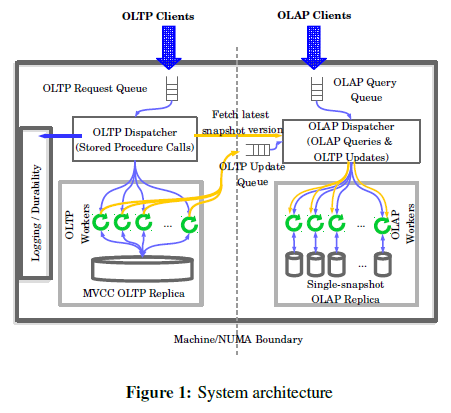 OLTP Clients
OLAP Clients
OLTP Request Queue
OLAP Query
Queue
Fetch latest
snapshot version
OLTP Dispatcher
(Stored Procedure Calls)
OLAP Dispatcher
(OLAP Queries &
OLTP Updates)
OLTP Update
Queue
Logging / Durability
OLTP
Workers
...
MVCC OLTP Replica
...
OLAP
Workers
Single-snapshot
OLAP Replica
Machine/NUMA Boundary
Figure 1: System architecture